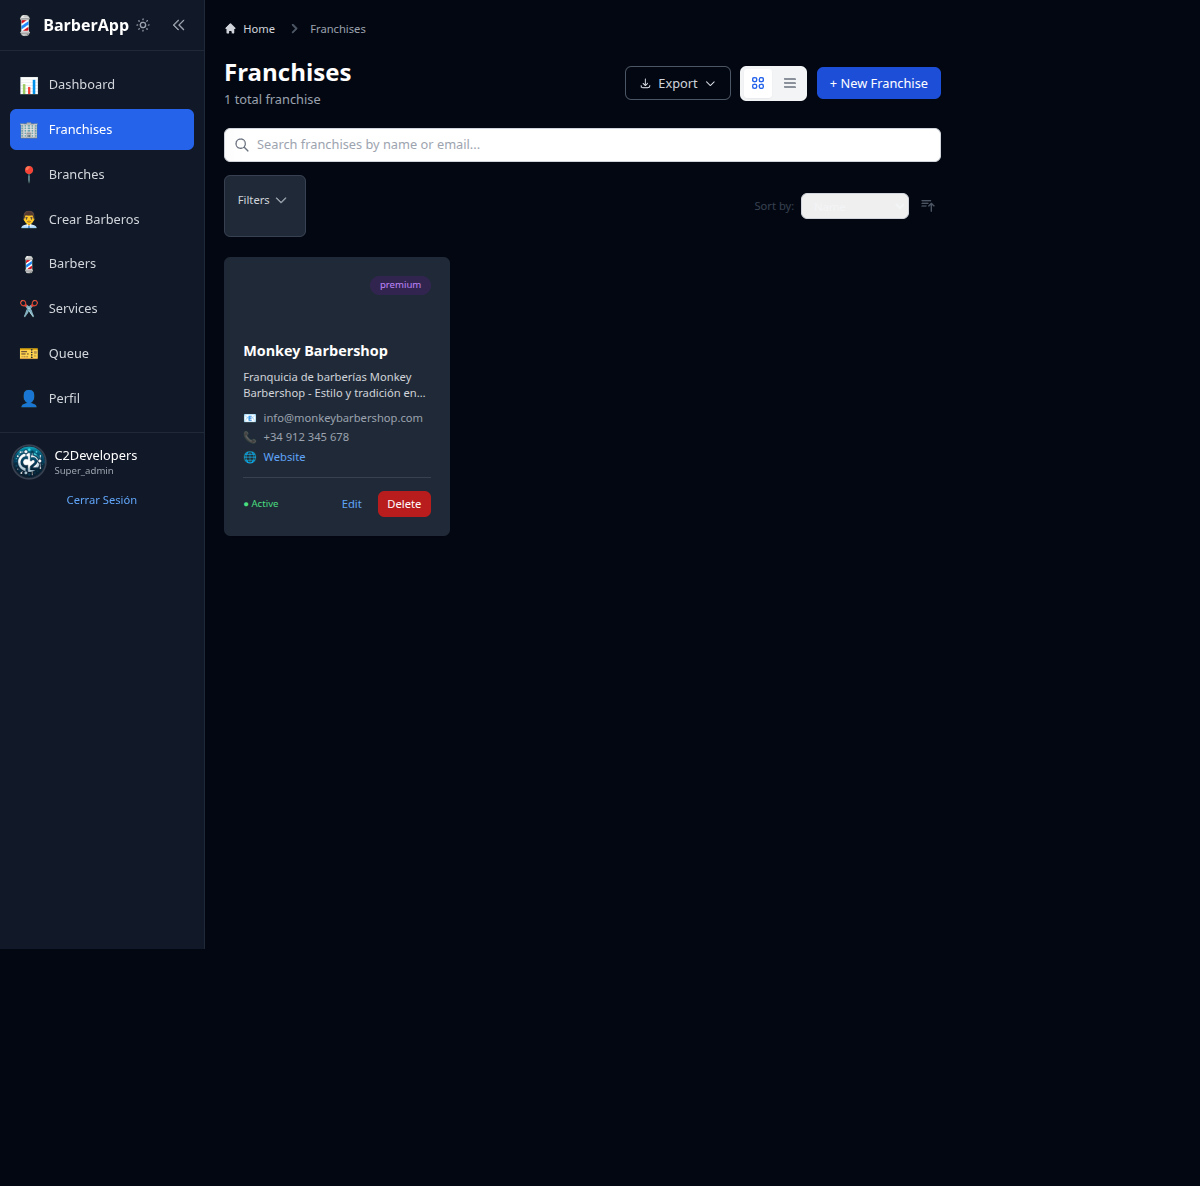 BarberApp
Dashboard
Franchises
Branches
Crear Barberos
Barbers
Services
Queue
Perfil
C2Developers
Super_admin
Cerrar Sesión
Home
Franchises
Franchises
1 total franchise
Export
+ New Franchise
Search franchises by name or email...
Filters
Sort by:
premium
Monkey Barbershop
Franquicia de barberías Monkey
Barbershop - Estilo y tradición en...
info@monkeybarbershop.com
+34 912 345 678
Website
● Active
Edit
Delete